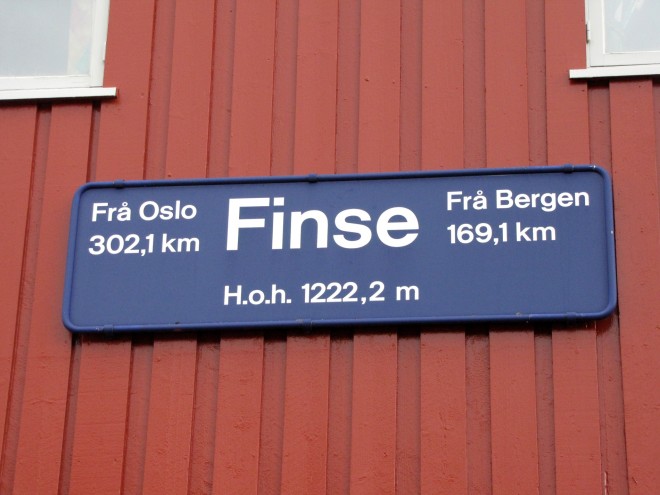 Frå Oslo
302,1 km
Finse
Frå Bergen
169,1 km
H.o.h. 1222,2 m